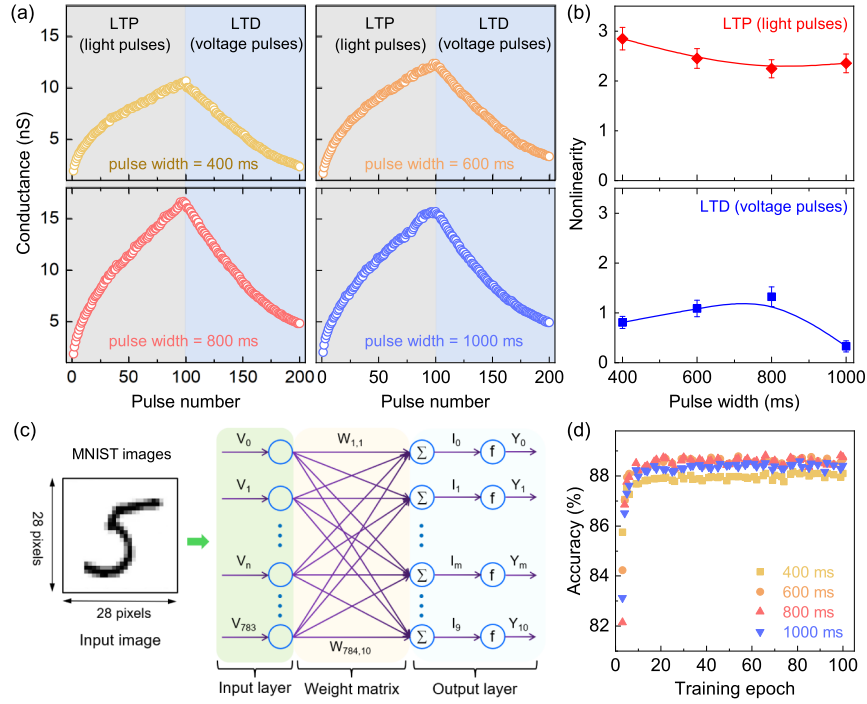 (a)
LTP
(light pulses)
LTD
(voltage pulses)
LTP
(light pulses)
LTD
(voltage pulses)
15
10
5
pulse width = 400 ms
pulse width = 600 ms
Conductance (nS)
15
10
5
pulse width = 800 ms
pulse width = 1000 ms
0 50 100 150 200
0 50 100 150 200
Pulse number
Pulse number
(b)
LTP (light pulses)
3
2
1
0
Nonlinearity
LTD (voltage pulses)
3
2
1
0
400 600 800 1000
Pulse width (ms)
(c)
MNIST images
28 pixels
28 pixels
Input image
V0
V1
Vn
V783
W1,1
W784,10
Σ
Σ
Σ
Σ
I0
I1
Im
I9
f
f
f
f
Y0
Y1
Ym
Y10
Input layer
Weight matrix
Output layer
(d)
Accuracy (%)
88
86
84
82
400 ms
600 ms
800 ms
1000 ms
0 20 40 60 80 100
Training epoch